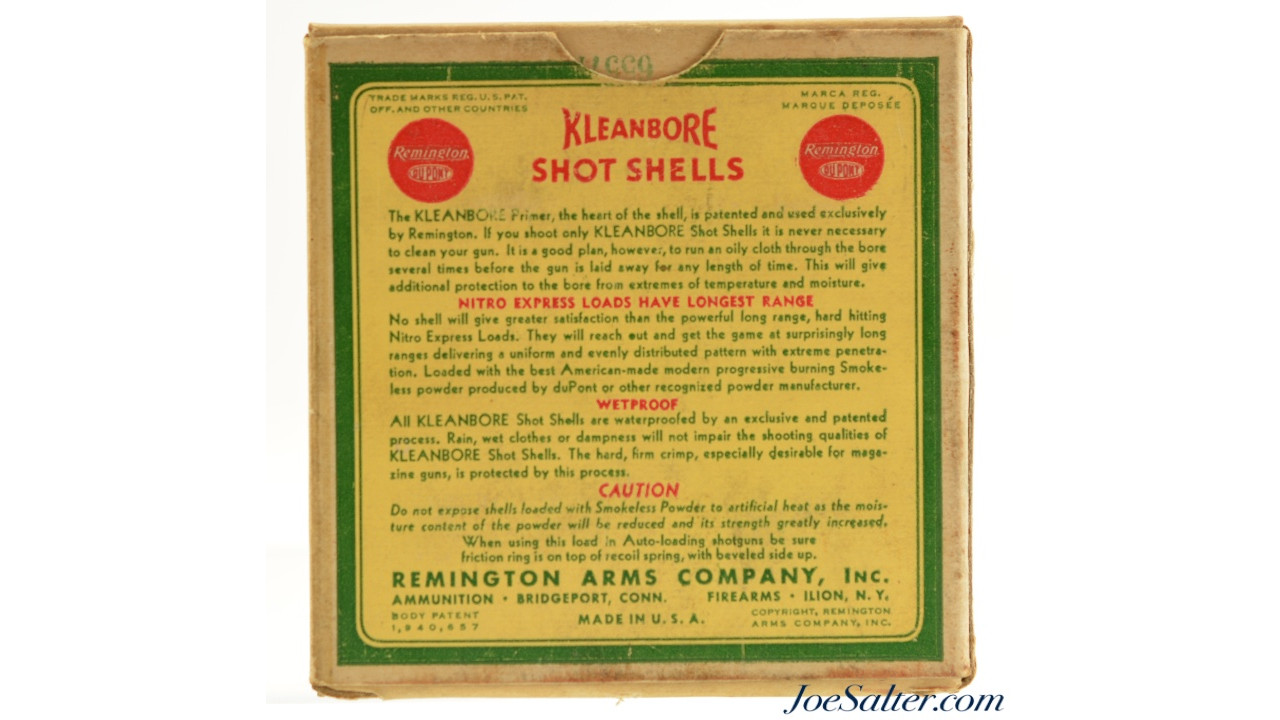 TRADE MARKS REG. U.S. PAT.
OFF. AND OTHER COUNTRIES
MARCA REG.
MARQUE DEPOSÉE
KLEANBORE
SHOT SHELLS
Remington
DU PONT
Remington
DU PONT
The KLEANBORE Primer, the heart of the shell, is patented and used exclusively
by Remington. If you shoot only KLEANBORE Shot Shells it is never necessary
to clean your gun. It is a good plan, however, to run an oily cloth through the bore
several times before the gun is laid away for any length of time. This will give
additional protection to the bore from extremes of temperature and moisture.
NITRO EXPRESS LOADS HAVE LONGEST RANGE
No shell will give greater satisfaction than the powerful long range, hard hitting
Nitro Express Loads. They will reach out and get the game at surprisingly long
ranges delivering a uniform and evenly distributed pattern with extreme penetra-
tion. Loaded with the best American-made modern progressive burning Smoke-
less powder produced by duPont or other recognized powder manufacturer.
WETPROOF
All KLEANBORE Shot Shells are waterproofed by an exclusive and patented
process. Rain, wet clothes or dampness will not impair the shooting qualities of
KLEANBORE Shot Shells. The hard, firm crimp, especially desirable for maga-
zine guns, is protected by this process.
CAUTION
Do not expose shells loaded with Smokeless Powder to artificial heat as the mois-
ture content of the powder will be reduced and its strength greatly increased.
When using this load in Auto-loading shotguns be sure
friction ring is on top of recoil spring, with beveled side up.
REMINGTON ARMS COMPANY, INC.
AMMUNITION · BRIDGEPORT, CONN. FIREARMS · ILION, N. Y.
BODY PATENT
1,940,657
MADE IN U. S. A.
COPYRIGHT, REMINGTON
ARMS COMPANY, INC.
JoeSalter.com